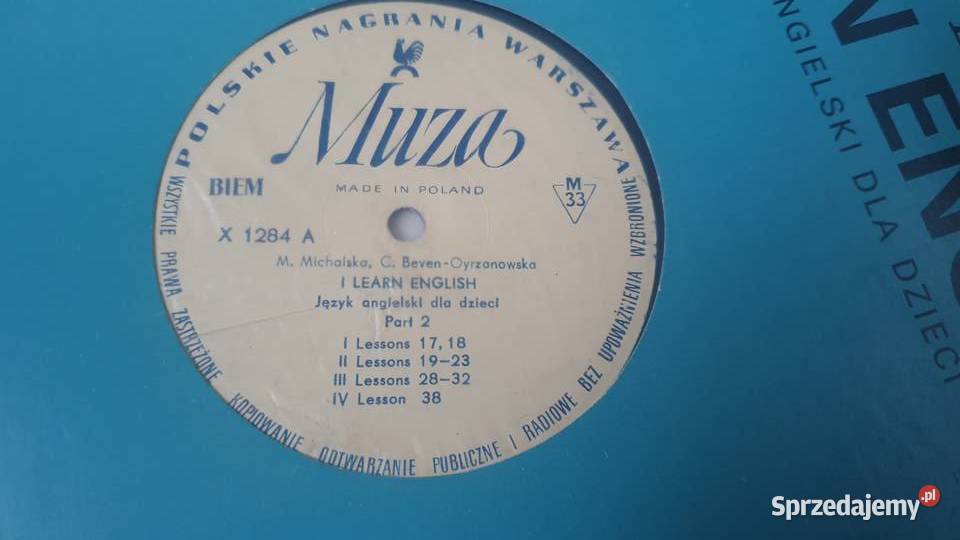 POLSKIE NAGRANIA WARSZAWA
Muza
MADE IN POLAND
BIEM
M
33
X 1284 A
M. Michalska, C. Beven-Oyrzanowska
I LEARN ENGLISH
Język angielski dla dzieci
Part 2
I Lessons 17, 18
II Lessons 19-23
III Lessons 28-32
IV Lesson 38
WSZYSTKIE PRAWA ZASTRZEŻONE KOPIOWANIE ODTWARZANIE PUBLICZNE I RADIOWE BEZ UPOWAŻNIENIA WZBRONIONE
N ENG
NGIELSKI DLA DZIECI
Sprzedajemy.pl